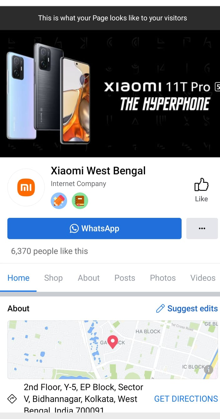 This is what your Page looks like to your visitors
xiaomi 11T Pro 5
THE HYPERPHONE
Xiaomi West Bengal
Internet Company
Like
WhatsApp
6,370 people like this
Home Shop About Posts Photos Videos
About
Suggest edits
HA BLOCK
GA BLOCK
IC BLOCK
2nd Floor, Y-5, EP Block, Sector
V, Bidhannagar, Kolkata, West
Bengal, India 700091
GET DIRECTIONS